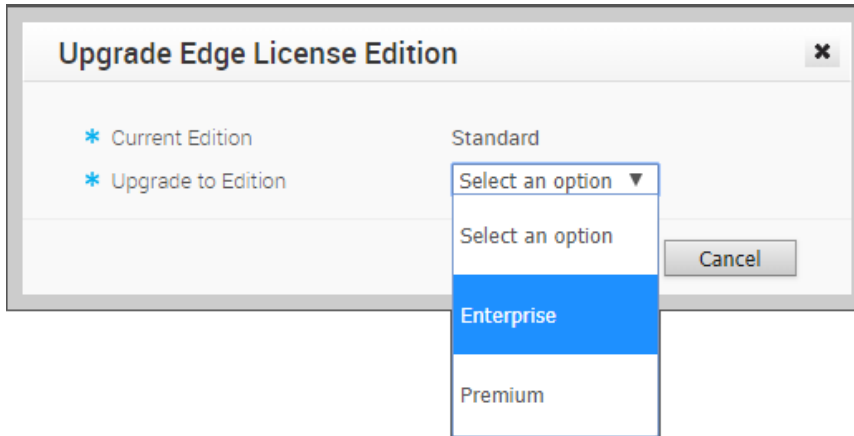 Upgrade Edge License Edition
* Current Edition Standard
* Upgrade to Edition Select an option ▼
Select an option
Cancel
Enterprise
Premium